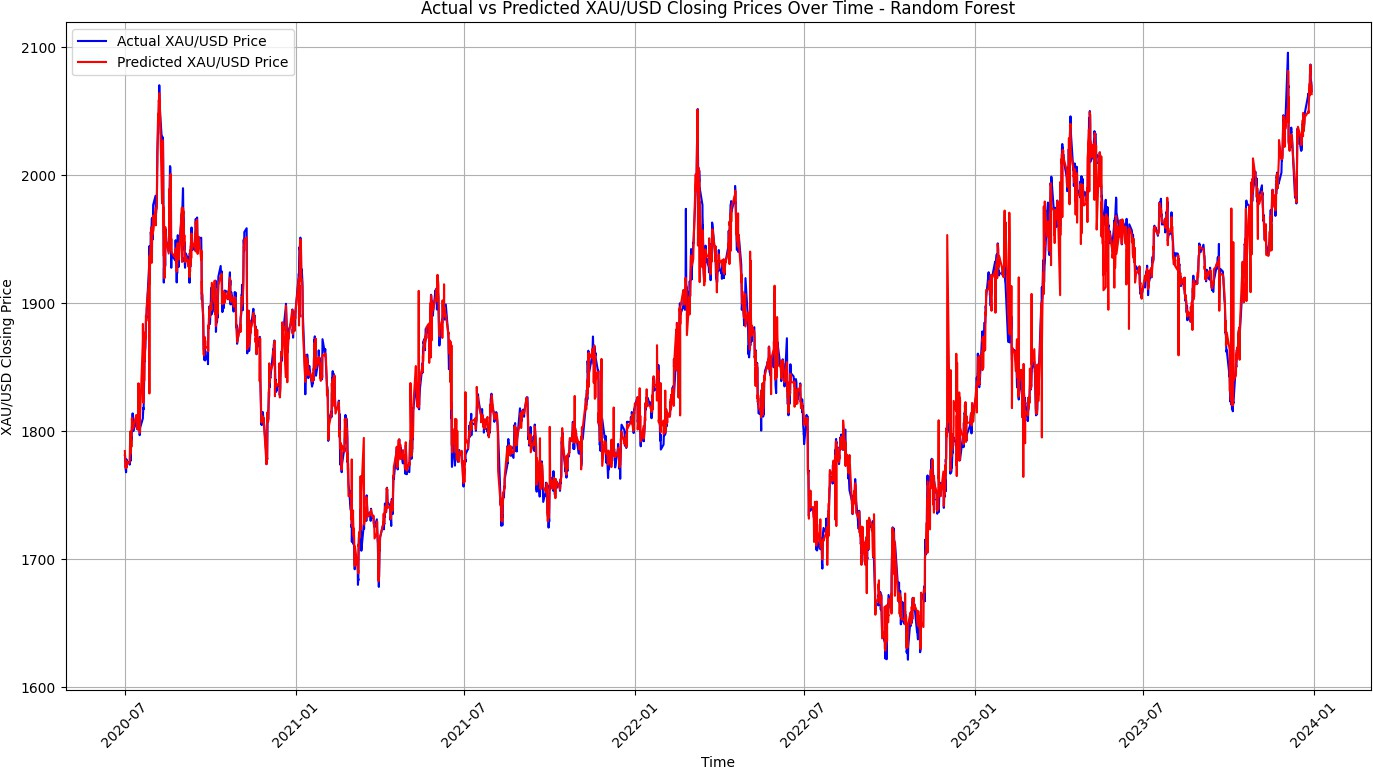 Actual vs Predicted XAU/USD Closing Prices Over Time - Random Forest
Actual XAU/USD Price
Predicted XAU/USD Price
XAU/USD Closing Price
2100
2000
1900
1800
1700
1600
2020-07
2021-01
2021-07
2022-01
2022-07
2023-01
2023-07
2024-01
Time